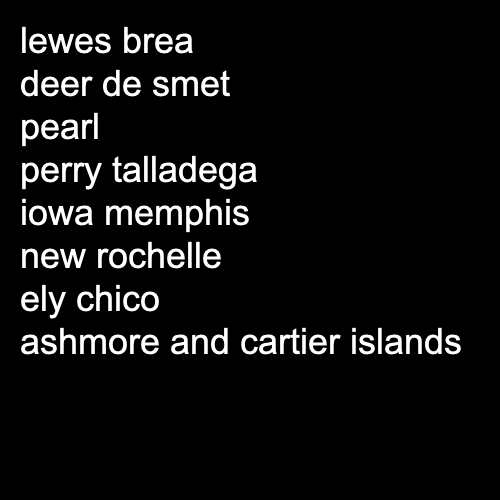 lewes brea
deer de smet
pearl
perry talladega
iowa memphis
new rochelle
ely chico
ashmore and cartier islands